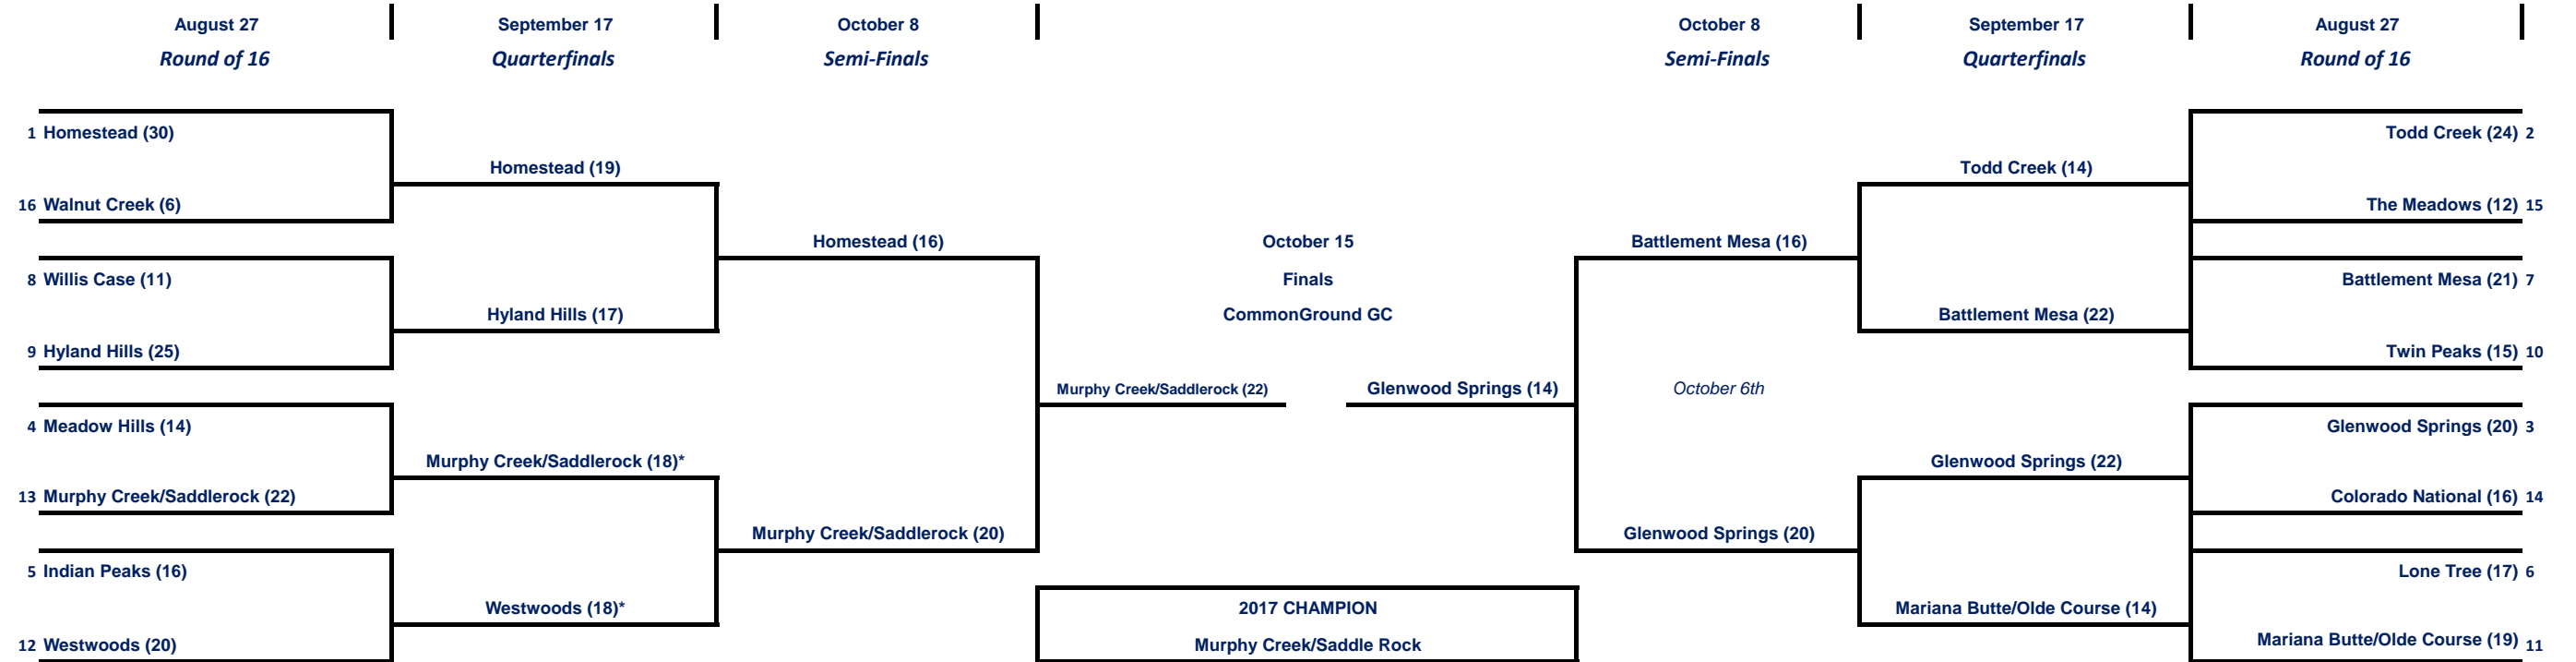 August 27 September 17 October 8 October 8 September 17 August 27
Round of 16 Quarterfinals Semi-Finals Semi-Finals Quarterfinals Round of 16
1 Homestead (30) Todd Creek (24) 2
Homestead (19) Todd Creek (14)
16 Walnut Creek (6) The Meadows (12) 15
Homestead (16) October 15 Battlement Mesa (16)
8 Willis Case (11) Finals Battlement Mesa (21) 7
Hyland Hills (17) CommonGround GC Battlement Mesa (22)
9 Hyland Hills (25) Twin Peaks (15) 10
Murphy Creek/Saddlerock (22) Glenwood Springs (14) October 6th
4 Meadow Hills (14) Glenwood Springs (20) 3
Murphy Creek/Saddlerock (18)* Glenwood Springs (22)
13 Murphy Creek/Saddlerock (22) Colorado National (16) 14
Murphy Creek/Saddlerock (20) Glenwood Springs (20)
5 Indian Peaks (16) Lone Tree (17) 6
Westwoods (18)* 2017 CHAMPION Mariana Butte/Olde Course (14)
12 Westwoods (20) Murphy Creek/Saddle Rock Mariana Butte/Olde Course (19) 11